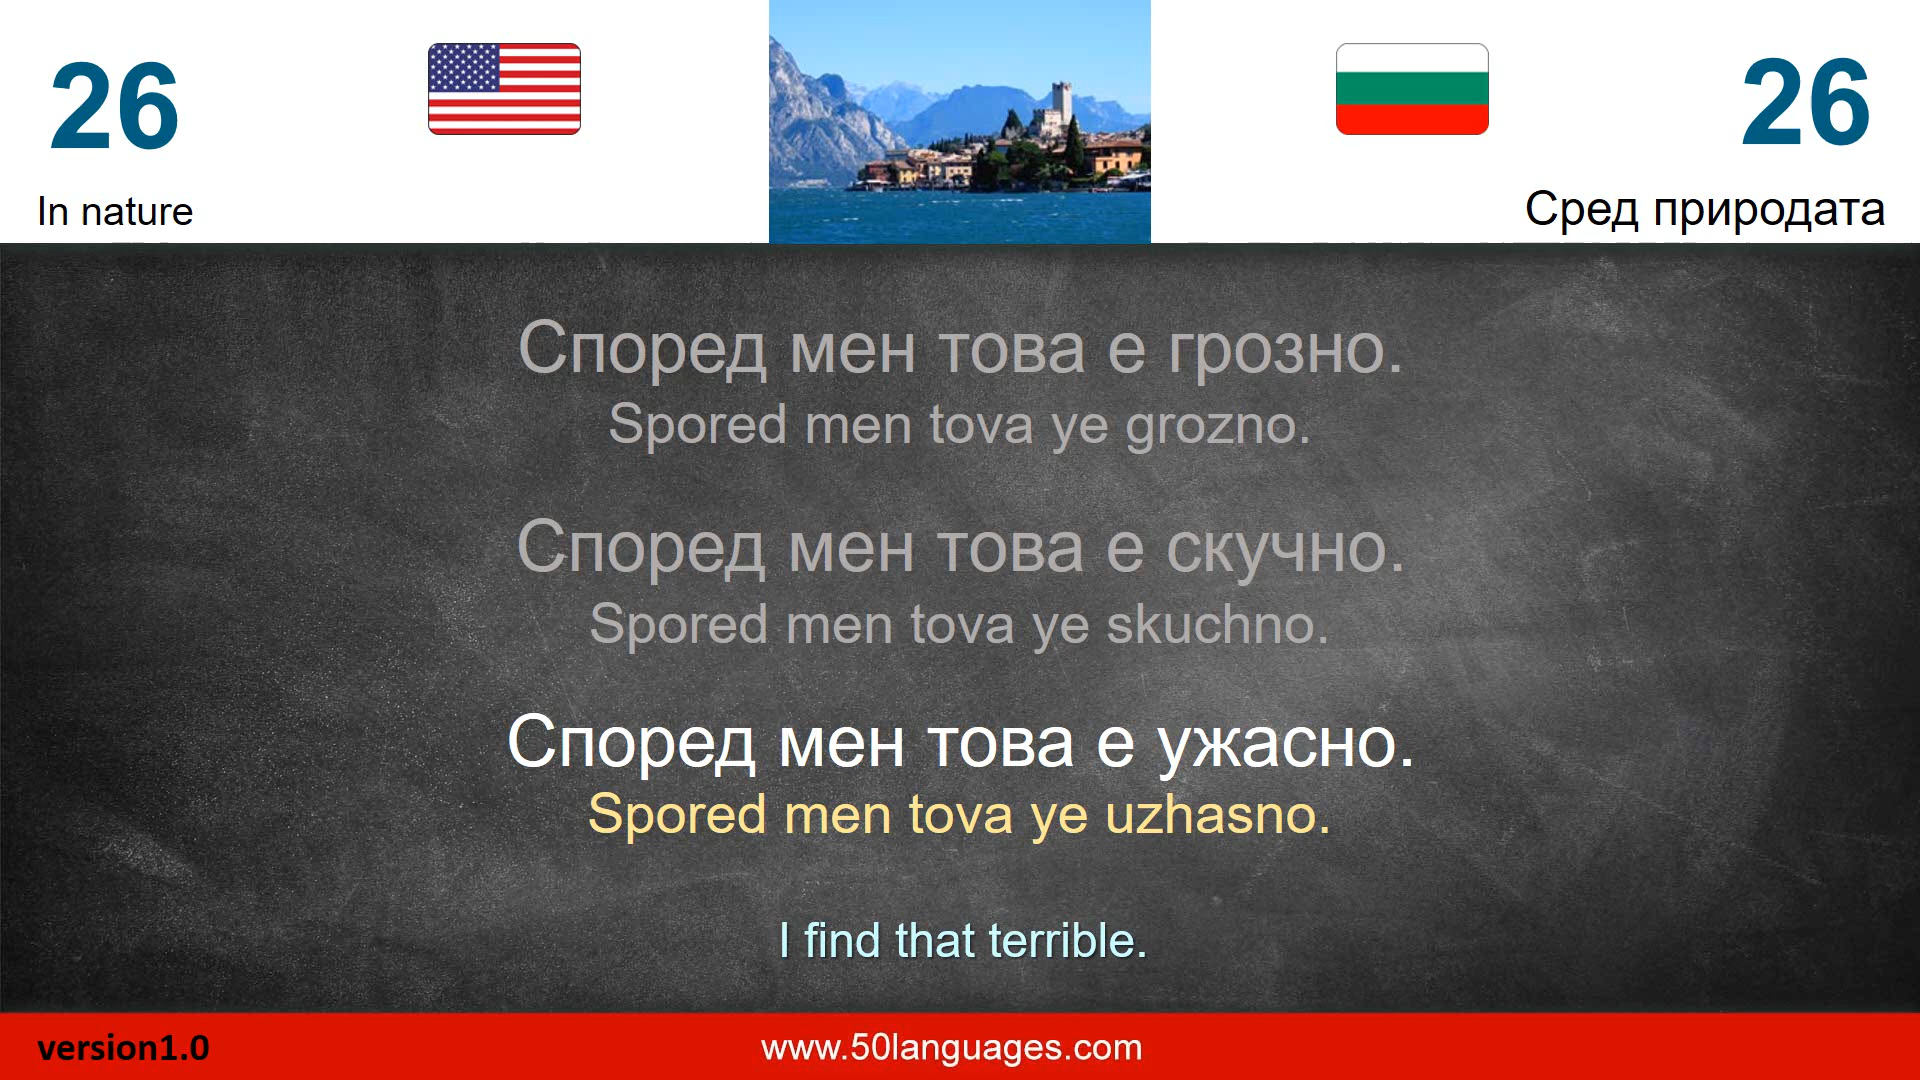 26
26
In nature
Сред природата
Според мен това е грозно.
Spored men tova ye grozno.
Според мен това е скучно.
Spored men tova ye skuchno.
Според мен това е ужасно.
Spored men tova ye uzhasno.
I find that terrible.
version1.0
www.50languages.com